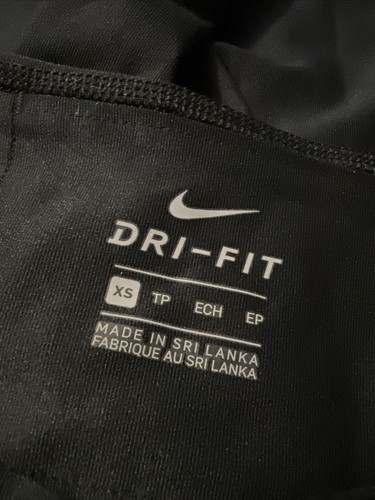 DRI-FIT
XS TP ECH EP
MADE IN SRI LANKA
FABRIQUE AU SRI LANKA